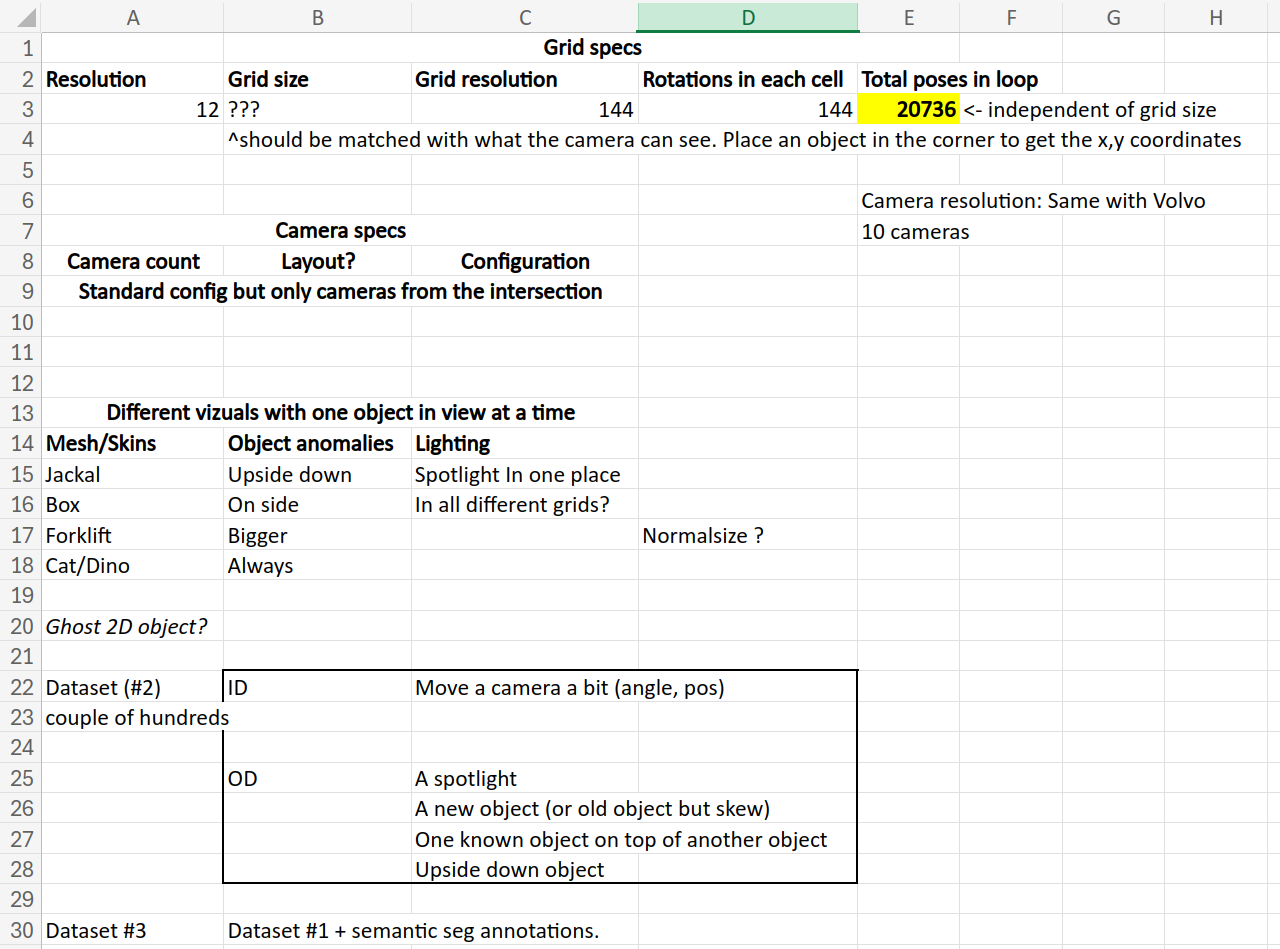 A B C D E F G H
1 Grid specs
2 Resolution Grid size Grid resolution Rotations in each cell Total poses in loop
3 12 ??? 144 144 20736 <- independent of grid size
4 ^should be matched with what the camera can see. Place an object in the corner to get the x,y coordinates
5
6 Camera resolution: Same with Volvo
7 Camera specs 10 cameras
8 Camera count Layout? Configuration
9 Standard config but only cameras from the intersection
10
11
12
13 Different vizuals with one object in view at a time
14 Mesh/Skins Object anomalies Lighting
15 Jackal Upside down Spotlight In one place
16 Box On side In all different grids?
17 Forklift Bigger Normalsize ?
18 Cat/Dino Always
19
20 Ghost 2D object?
21
22 Dataset (#2) ID Move a camera a bit (angle, pos)
23 couple of hundreds
24
25 OD A spotlight
26 A new object (or old object but skew)
27 One known object on top of another object
28 Upside down object
29
30 Dataset #3 Dataset #1 + semantic seg annotations.